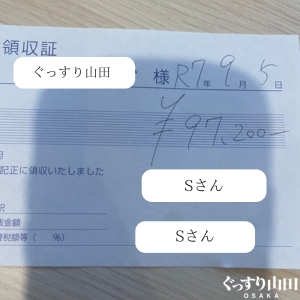 領収証
ぐっすり山田 様 R7年9月5日
¥97,200-
記正に領収いたしました
Sさん
Sさん
抜金額
費税額等( %)
ぐっすり山田
OSAKA